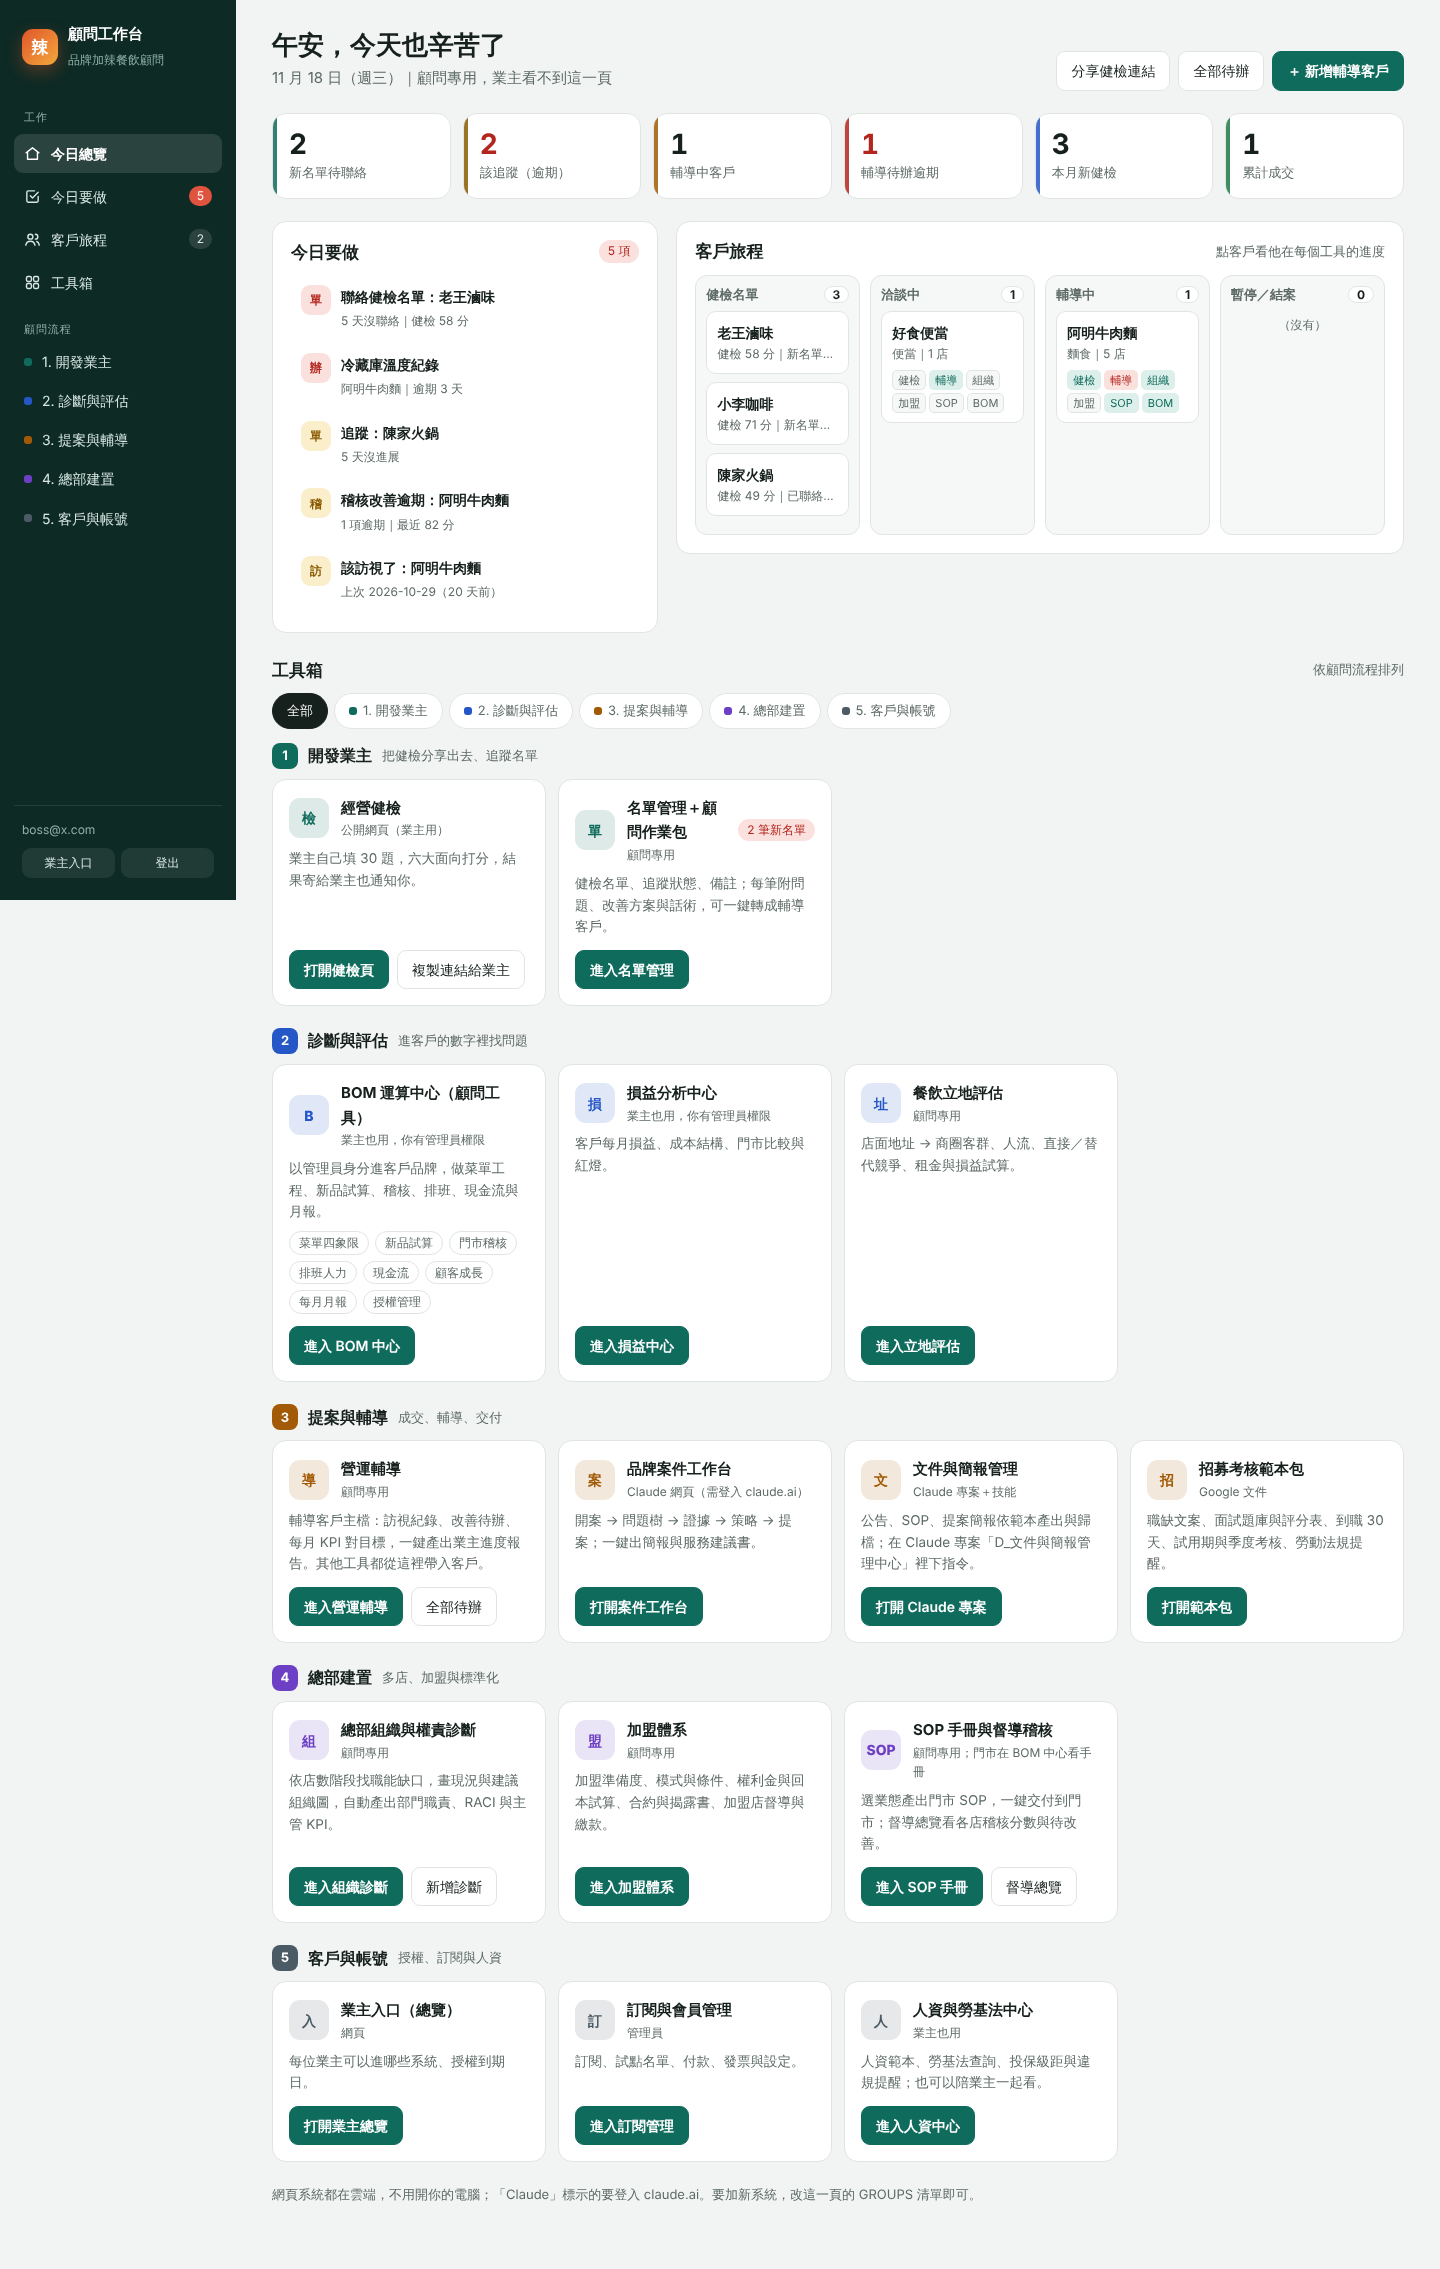 辣
顧問工作台
品牌加辣餐飲顧問
工作
今日總覽
今日要做
5
客戶旅程
2
工具箱
顧問流程
1. 開發業主
2. 診斷與評估
3. 提案與輔導
4. 總部建置
5. 客戶與帳號
boss@x.com
業主入口
登出
午安，今天也辛苦了
11 月 18 日（週三）｜顧問專用，業主看不到這一頁
分享健檢連結
全部待辦
＋ 新增輔導客戶
2
新名單待聯絡
2
該追蹤（逾期）
1
輔導中客戶
1
輔導待辦逾期
3
本月新健檢
1
累計成交
今日要做
5 項
單
聯絡健檢名單：老王滷味
5 天沒聯絡｜健檢 58 分
辦
冷藏庫溫度紀錄
阿明牛肉麵｜逾期 3 天
單
追蹤：陳家火鍋
5 天沒進展
稽
稽核改善逾期：阿明牛肉麵
1 項逾期｜最近 82 分
訪
該訪視了：阿明牛肉麵
上次 2026-10-29（20 天前）
客戶旅程
點客戶看他在每個工具的進度
健檢名單
3
老王滷味
健檢 58 分｜新名單...
小李咖啡
健檢 71 分｜新名單...
陳家火鍋
健檢 49 分｜已聯絡...
洽談中
1
好食便當
便當｜1 店
健檢 輔導 組織
加盟 SOP BOM
輔導中
1
阿明牛肉麵
麵食｜5 店
健檢 輔導 組織
加盟 SOP BOM
暫停／結案
0
（沒有）
工具箱
依顧問流程排列
全部
1. 開發業主
2. 診斷與評估
3. 提案與輔導
4. 總部建置
5. 客戶與帳號
1
開發業主
把健檢分享出去、追蹤名單
檢
經營健檢
公開網頁（業主用）
業主自己填 30 題，六大面向打分，結
果寄給業主也通知你。
打開健檢頁
複製連結給業主
單
名單管理＋顧
問作業包
顧問專用
2 筆新名單
健檢名單、追蹤狀態、備註；每筆附問
題、改善方案與話術，可一鍵轉成輔導
客戶。
進入名單管理
2
診斷與評估
進客戶的數字裡找問題
B
BOM 運算中心（顧問工
具）
業主也用，你有管理員權限
以管理員身分進客戶品牌，做菜單工
程、新品試算、稽核、排班、現金流與
月報。
菜單四象限
新品試算
門市稽核
排班人力
現金流
顧客成長
每月月報
授權管理
進入 BOM 中心
損
損益分析中心
業主也用，你有管理員權限
客戶每月損益、成本結構、門市比較與
紅燈。
進入損益中心
址
餐飲立地評估
顧問專用
店面地址 → 商圈客群、人流、直接／替
代競爭、租金與損益試算。
進入立地評估
3
提案與輔導
成交、輔導、交付
導
營運輔導
顧問專用
輔導客戶主檔：訪視紀錄、改善待辦、
每月 KPI 對目標，一鍵產出業主進度報
告。其他工具都從這裡帶入客戶。
進入營運輔導
全部待辦
案
品牌案件工作台
Claude 網頁（需登入 claude.ai）
開案 → 問題樹 → 證據 → 策略 → 提
案；一鍵出簡報與服務建議書。
打開案件工作台
文
文件與簡報管理
Claude 專案＋技能
公告、SOP、提案簡報依範本產出與歸
檔；在 Claude 專案「D_文件與簡報管
理中心」裡下指令。
打開 Claude 專案
招
招募考核範本包
Google 文件
職缺文案、面試題庫與評分表、到職 30
天、試用期與季度考核、勞動法規提
醒。
打開範本包
4
總部建置
多店、加盟與標準化
組
總部組織與權責診斷
顧問專用
依店數階段找職能缺口，畫現況與建議
組織圖，自動產出部門職責、RACI 與主
管 KPI。
進入組織診斷
新增診斷
盟
加盟體系
顧問專用
加盟準備度、模式與條件、權利金與回
本試算、合約與揭露書、加盟店督導與
繳款。
進入加盟體系
SOP
SOP 手冊與督導稽核
顧問專用；門市在 BOM 中心看手
冊
選業態產出門市 SOP，一鍵交付到門
市；督導總覽看各店稽核分數與待改
善。
進入 SOP 手冊
督導總覽
5
客戶與帳號
授權、訂閱與人資
入
業主入口（總覽）
網頁
每位業主可以進哪些系統、授權到期
日。
打開業主總覽
訂
訂閱與會員管理
管理員
訂閱、試點名單、付款、發票與設定。
進入訂閱管理
人
人資與勞基法中心
業主也用
人資範本、勞基法查詢、投保級距與違
規提醒；也可以陪業主一起看。
進入人資中心
網頁系統都在雲端，不用開你的電腦；「Claude」標示的要登入 claude.ai。要加新系統，改這一頁的 GROUPS 清單即可。